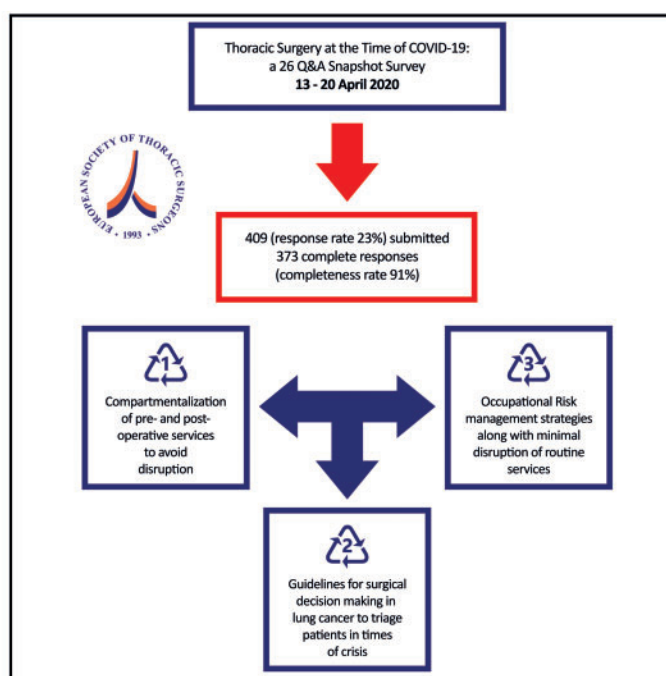 Thoracic Surgery at the Time of COVID-19:
a 26 Q&A Snapshot Survey
13 - 20 April 2020
EUROPEAN SOCIETY OF THORACIC SURGEONS
· 1993 ·
409 (response rate 23%) submitted
373 complete responses
(completeness rate 91%)
1
Compartmentalization
of pre- and post-
operative services
to avoid
disruption
3
Occupational Risk
management strategies
along with minimal
disruption of routine
services
2
Guidelines for surgical
decision making in
lung cancer to triage
patients in times
of crisis